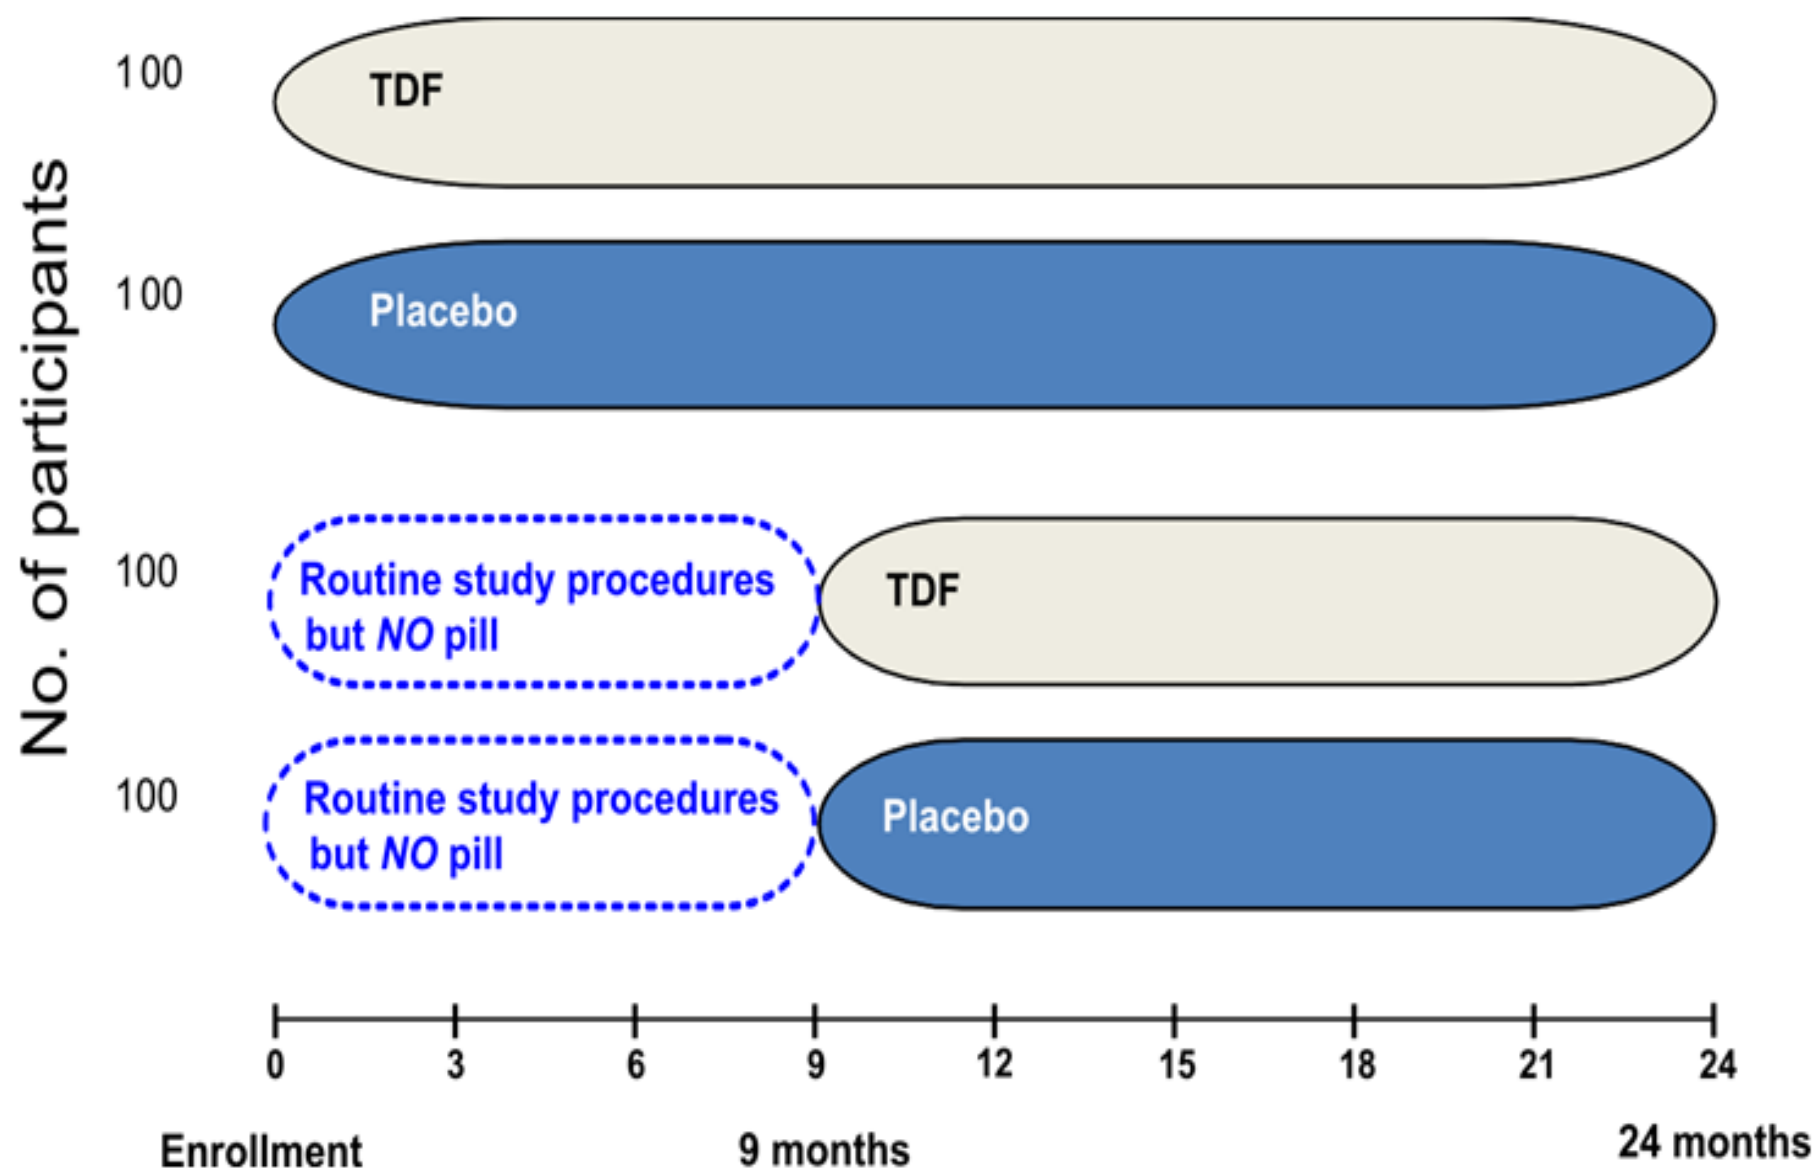 No. of participants
100
TDF
100
Placebo
100
Routine study procedures
but NO pill
TDF
100
Routine study procedures
but NO pill
Placebo
0 3 6 9 12 15 18 21 24
Enrollment 9 months 24 months